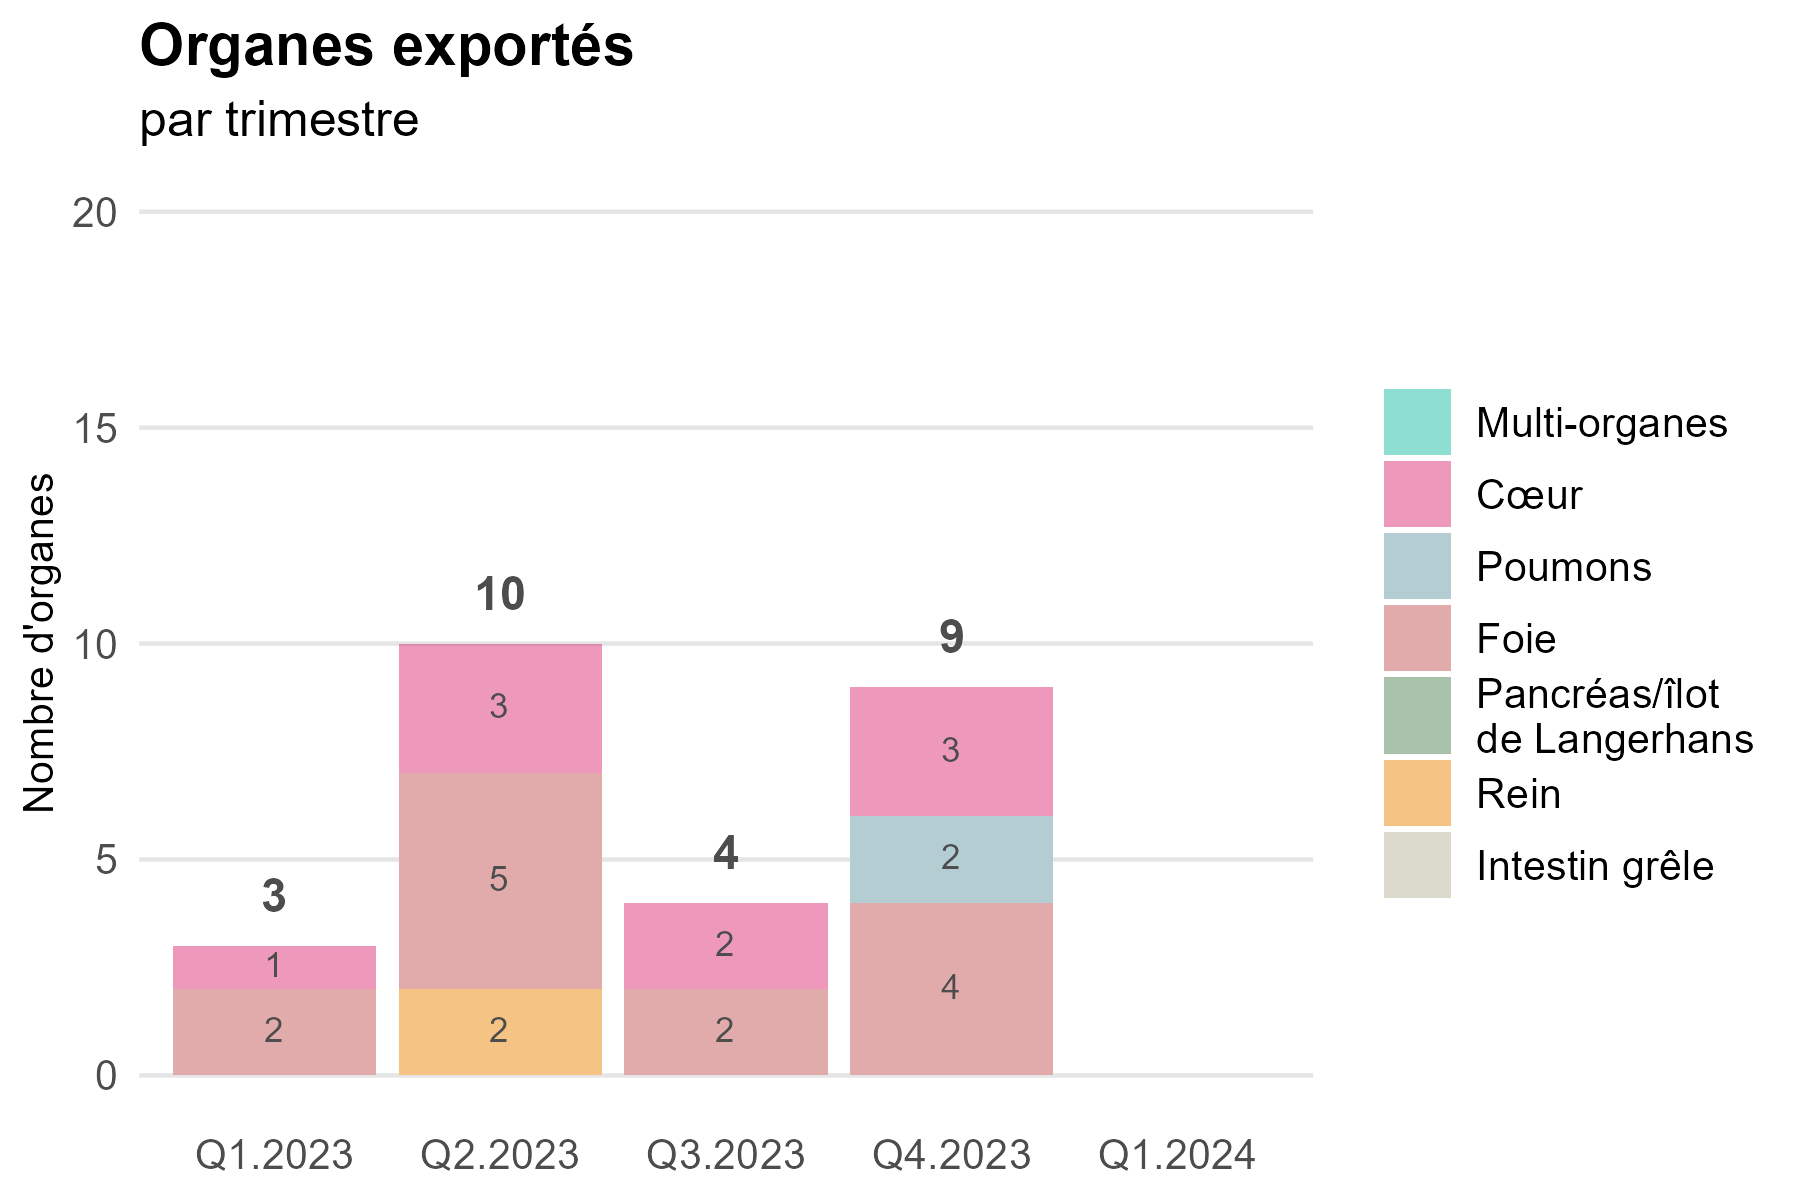 Organes exportés
par trimestre
Nombre d'organes
20
15
10
5
0
3
1
2
10
3
5
2
4
2
2
9
3
2
4
Q1.2023
Q2.2023
Q3.2023
Q4.2023
Q1.2024
Multi-organes
Cœur
Poumons
Foie
Pancréas/îlot
de Langerhans
Rein
Intestin grêle